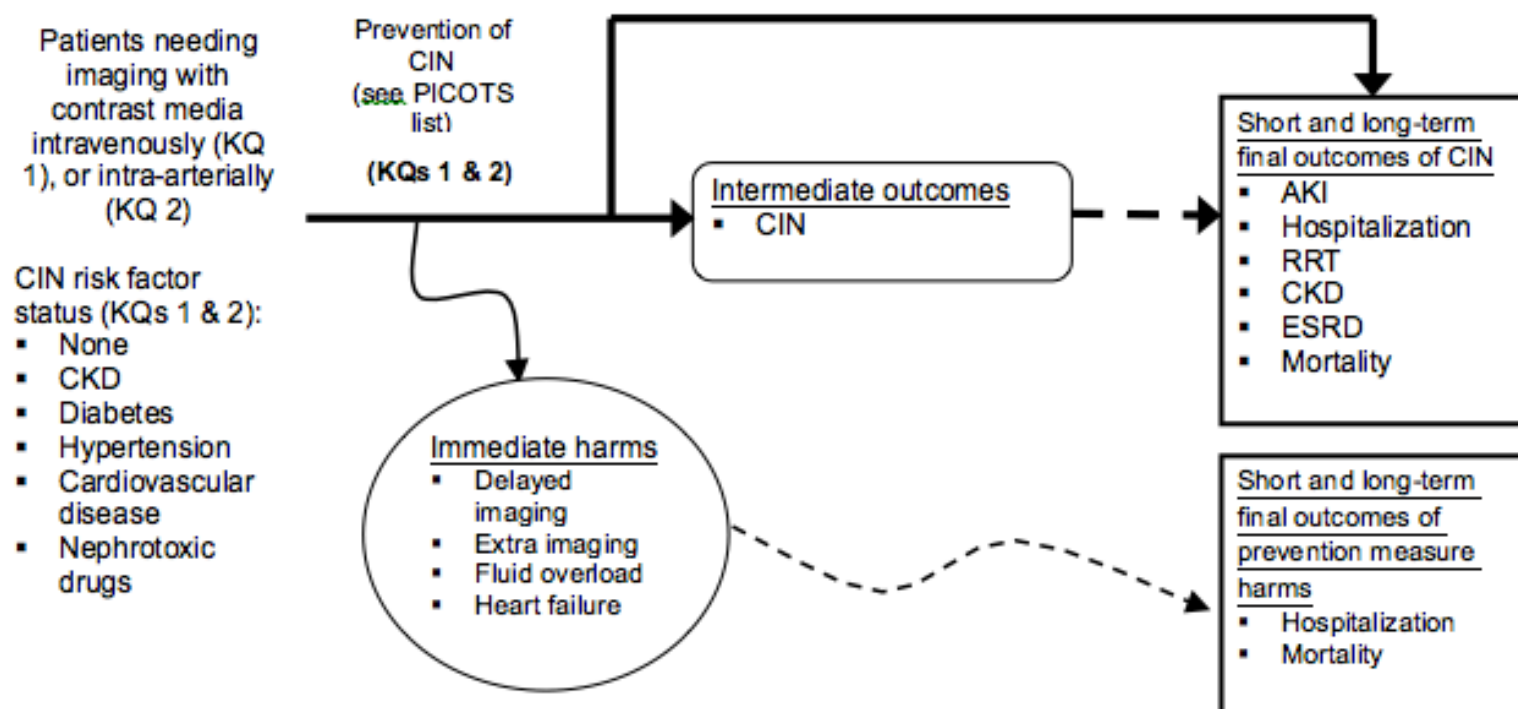 Patients needing
imaging with
contrast media
intravenously (KQ
1), or intra-arterially
(KQ 2)
CIN risk factor
status (KQs 1 & 2):
▪ None
▪ CKD
▪ Diabetes
▪ Hypertension
▪ Cardiovascular
disease
▪ Nephrotoxic
drugs
Prevention of
CIN
(see PICOTS
list)
(KQs 1 & 2)
Intermediate outcomes
▪ CIN
Immediate harms
▪ Delayed
imaging
▪ Extra imaging
▪ Fluid overload
▪ Heart failure
Short and long-term
final outcomes of CIN
▪ AKI
▪ Hospitalization
▪ RRT
▪ CKD
▪ ESRD
▪ Mortality
Short and long-term
final outcomes of
prevention measure
harms
▪ Hospitalization
▪ Mortality